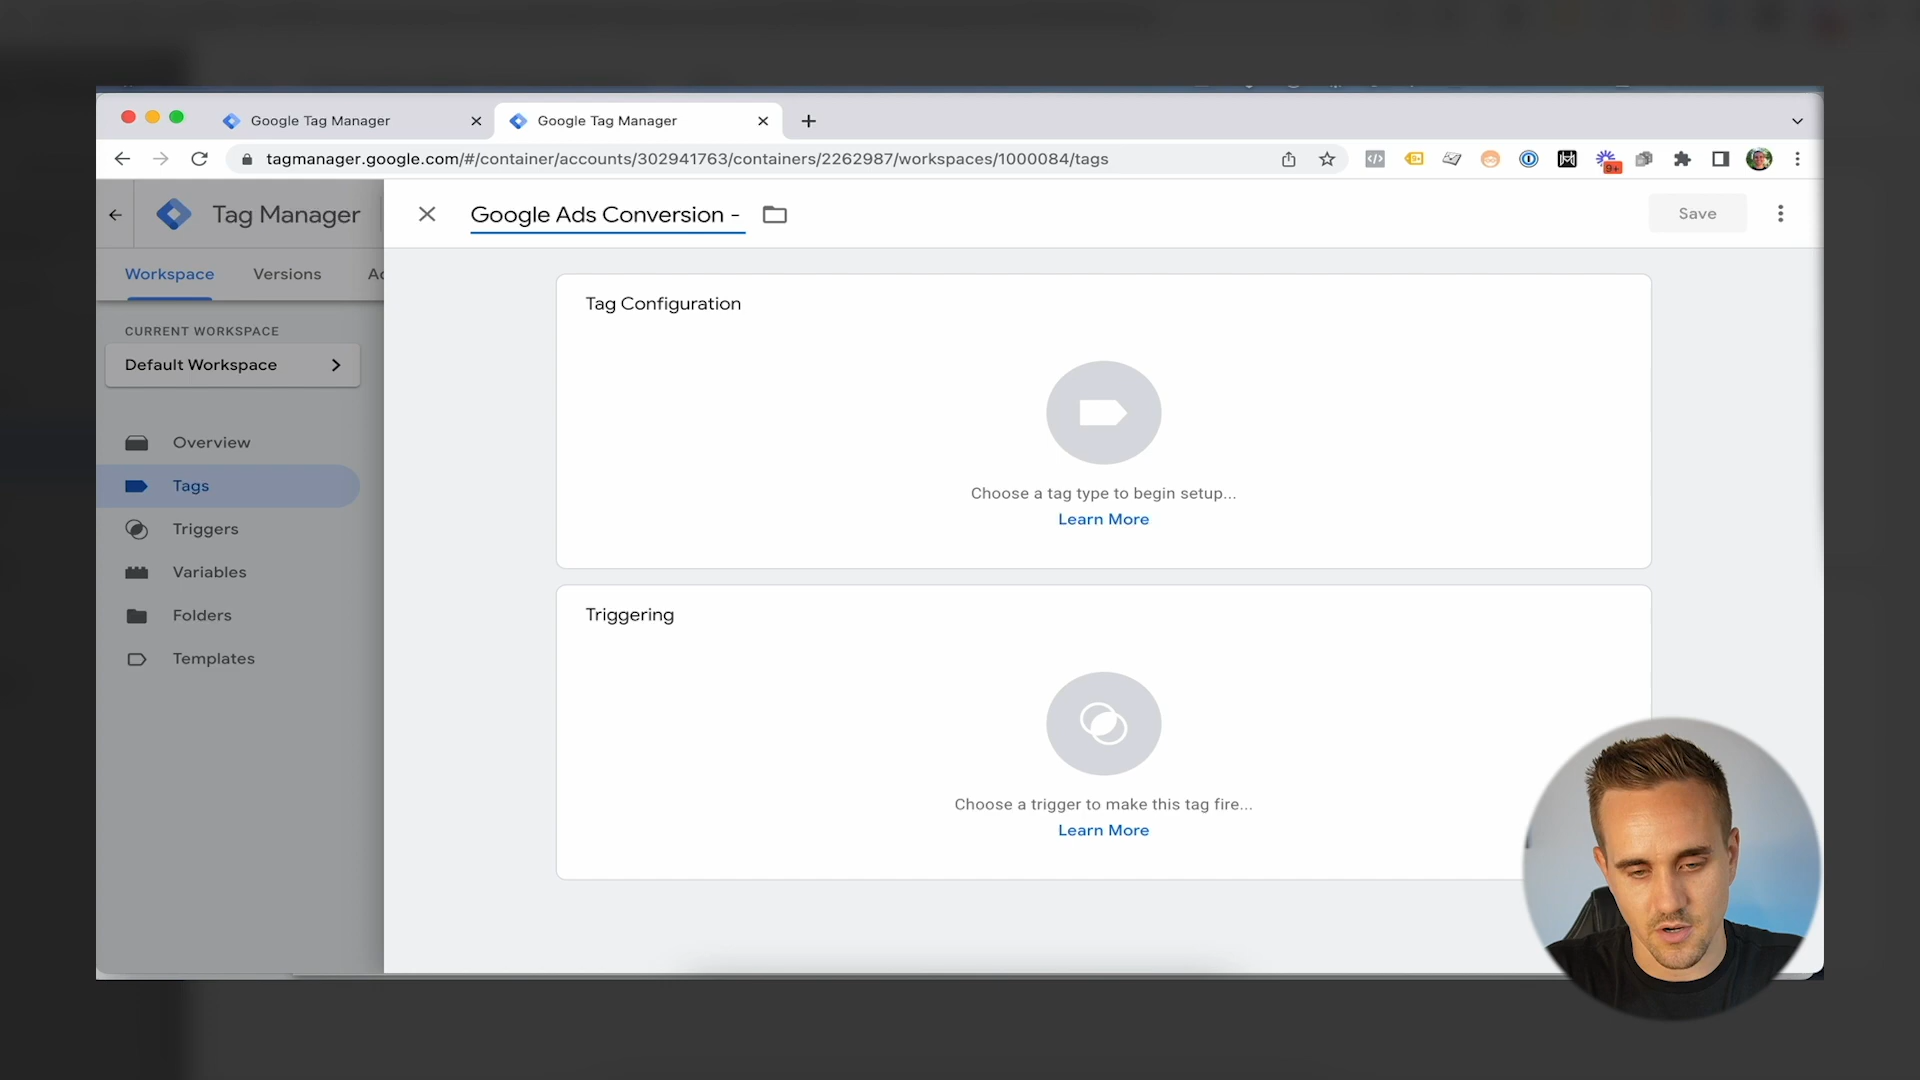 Google Tag Manager
Google Tag Manager
tagmanager.google.com/#/container/accounts/302941763/containers/2262987/workspaces/1000084/tags
9+
Tag Manager
Google Ads Conversion -
Save
Workspace
Versions
Ad
CURRENT WORKSPACE
Default Workspace
Overview
Tags
Triggers
Variables
Folders
Templates
Tag Configuration
Choose a tag type to begin setup...
Learn More
Triggering
Choose a trigger to make this tag fire...
Learn More